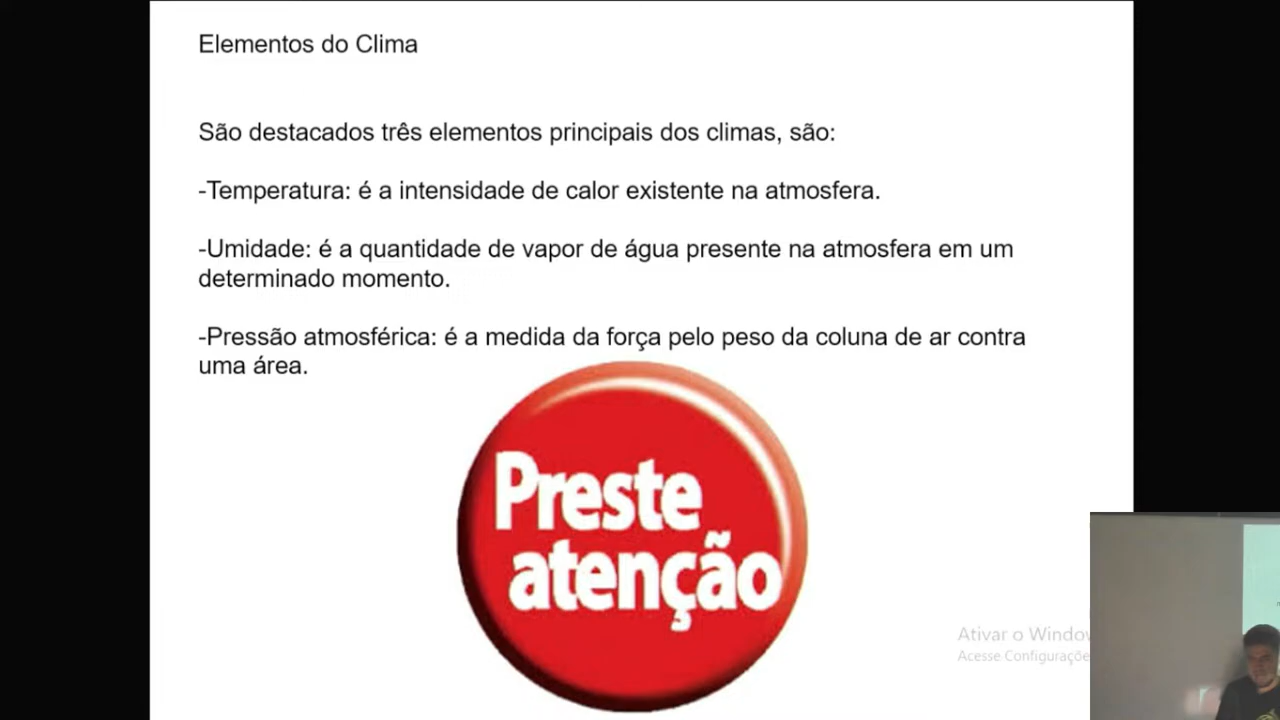 Elementos do Clima
São destacados três elementos principais dos climas, são:
-Temperatura: é a intensidade de calor existente na atmosfera.
-Umidade: é a quantidade de vapor de água presente na atmosfera em um
determinado momento.
-Pressão atmosférica: é a medida da força pelo peso da coluna de ar contra
uma área.
Preste
atenção
Ativar o Window
Acesse Configuraçõe